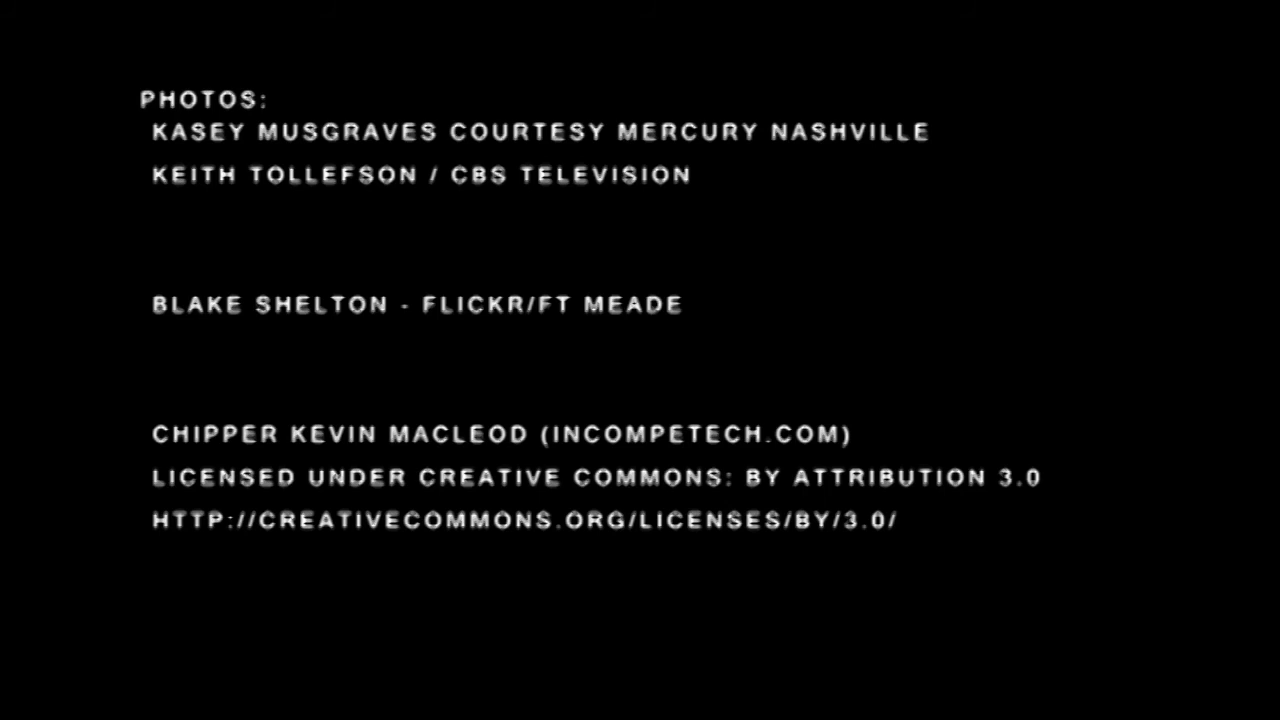 PHOTOS:
KASEY MUSGRAVES COURTESY MERCURY NASHVILLE
KEITH TOLLEFSON / CBS TELEVISION
BLAKE SHELTON - FLICKR/FT MEADE
CHIPPER KEVIN MACLEOD (INCOMPETECH.COM)
LICENSED UNDER CREATIVE COMMONS: BY ATTRIBUTION 3.0
HTTP://CREATIVECOMMONS.ORG/LICENSES/BY/3.0/